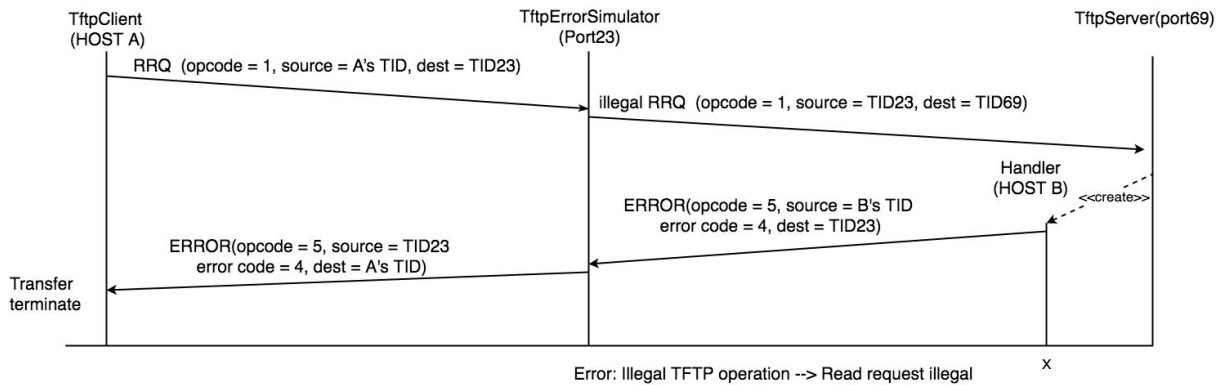 TftpClient
(HOST A)
TftpErrorSimulator
(Port23)
TftpServer(port69)
RRQ (opcode = 1, source = A's TID, dest = TID23)
illegal RRQ (opcode = 1, source = TID23, dest = TID69)
Handler
(HOST B)
<<create>>
ERROR(opcode = 5, source = B's TID
error code = 4, dest = TID23)
ERROR(opcode = 5, source = TID23
error code = 4, dest = A's TID)
Transfer
terminate
x
Error: Illegal TFTP operation --> Read request illegal